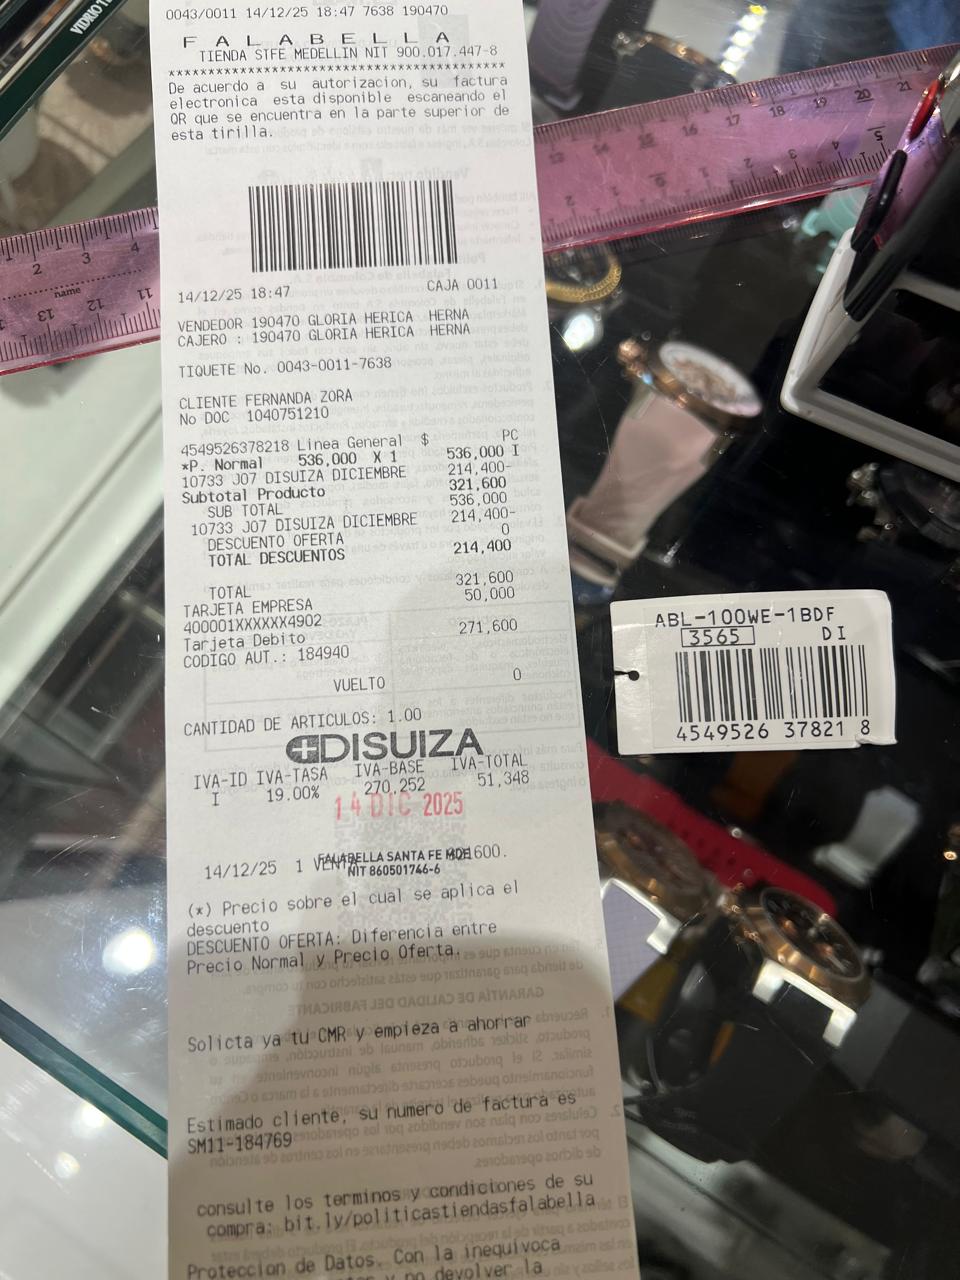 0043/0011 14/12/25 18:47 7638 190470
F A L A B E L L A
TIENDA STFE MEDELLIN NIT 900.017.447-8
De acuerdo a su autorizacion, su factura
electronica esta disponible escaneando el
QR que se encuentra en la parte superior de
esta tirilla.
14/12/25 18:47 CAJA 0011
VENDEDOR 190470 GLORIA HERICA HERNA
CAJERO : 190470 GLORIA HERICA HERNA
TIQUETE No. 0043-0011-7638
CLIENTE FERNANDA ZORA
No DOC 1040751210
4549526378218 Linea General $ PC
*P. Normal 536,000 X 1 536,000 I
10733 J07 DISUIZA DICIEMBRE 214,400-
Subtotal Producto 321,600
SUB TOTAL 536,000
10733 J07 DISUIZA DICIEMBRE 214,400-
DESCUENTO OFERTA 0
TOTAL DESCUENTOS 214,400
TOTAL 321,600
TARJETA EMPRESA 50,000
400001XXXXXX4902
Tarjeta Debito 271,600
CODIGO AUT.: 184940
VUELTO 0
CANTIDAD DE ARTICULOS: 1.00
DISUIZA
IVA-ID IVA-TASA IVA-BASE IVA-TOTAL
I 19.00% 270,252 51,348
14 DIC 2025
14/12/25 1 VENTA
FALABELLA SANTA FE MDE
NIT 860501746-6
(*) Precio sobre el cual se aplica el
descuento
DESCUENTO OFERTA: Diferencia entre
Precio Normal y Precio Oferta.
Solicta ya tu CMR y empieza a ahorrar
Estimado cliente, su numero de factura es
SM11-184769
consulte los terminos y condiciones de su
compra: bit.ly/politicastiendasfalabella
Proteccion de Datos. Con la inequivoca
y no devolver la
ABL-100WE-1BDF
3565 DI
4549526 37821 8
name